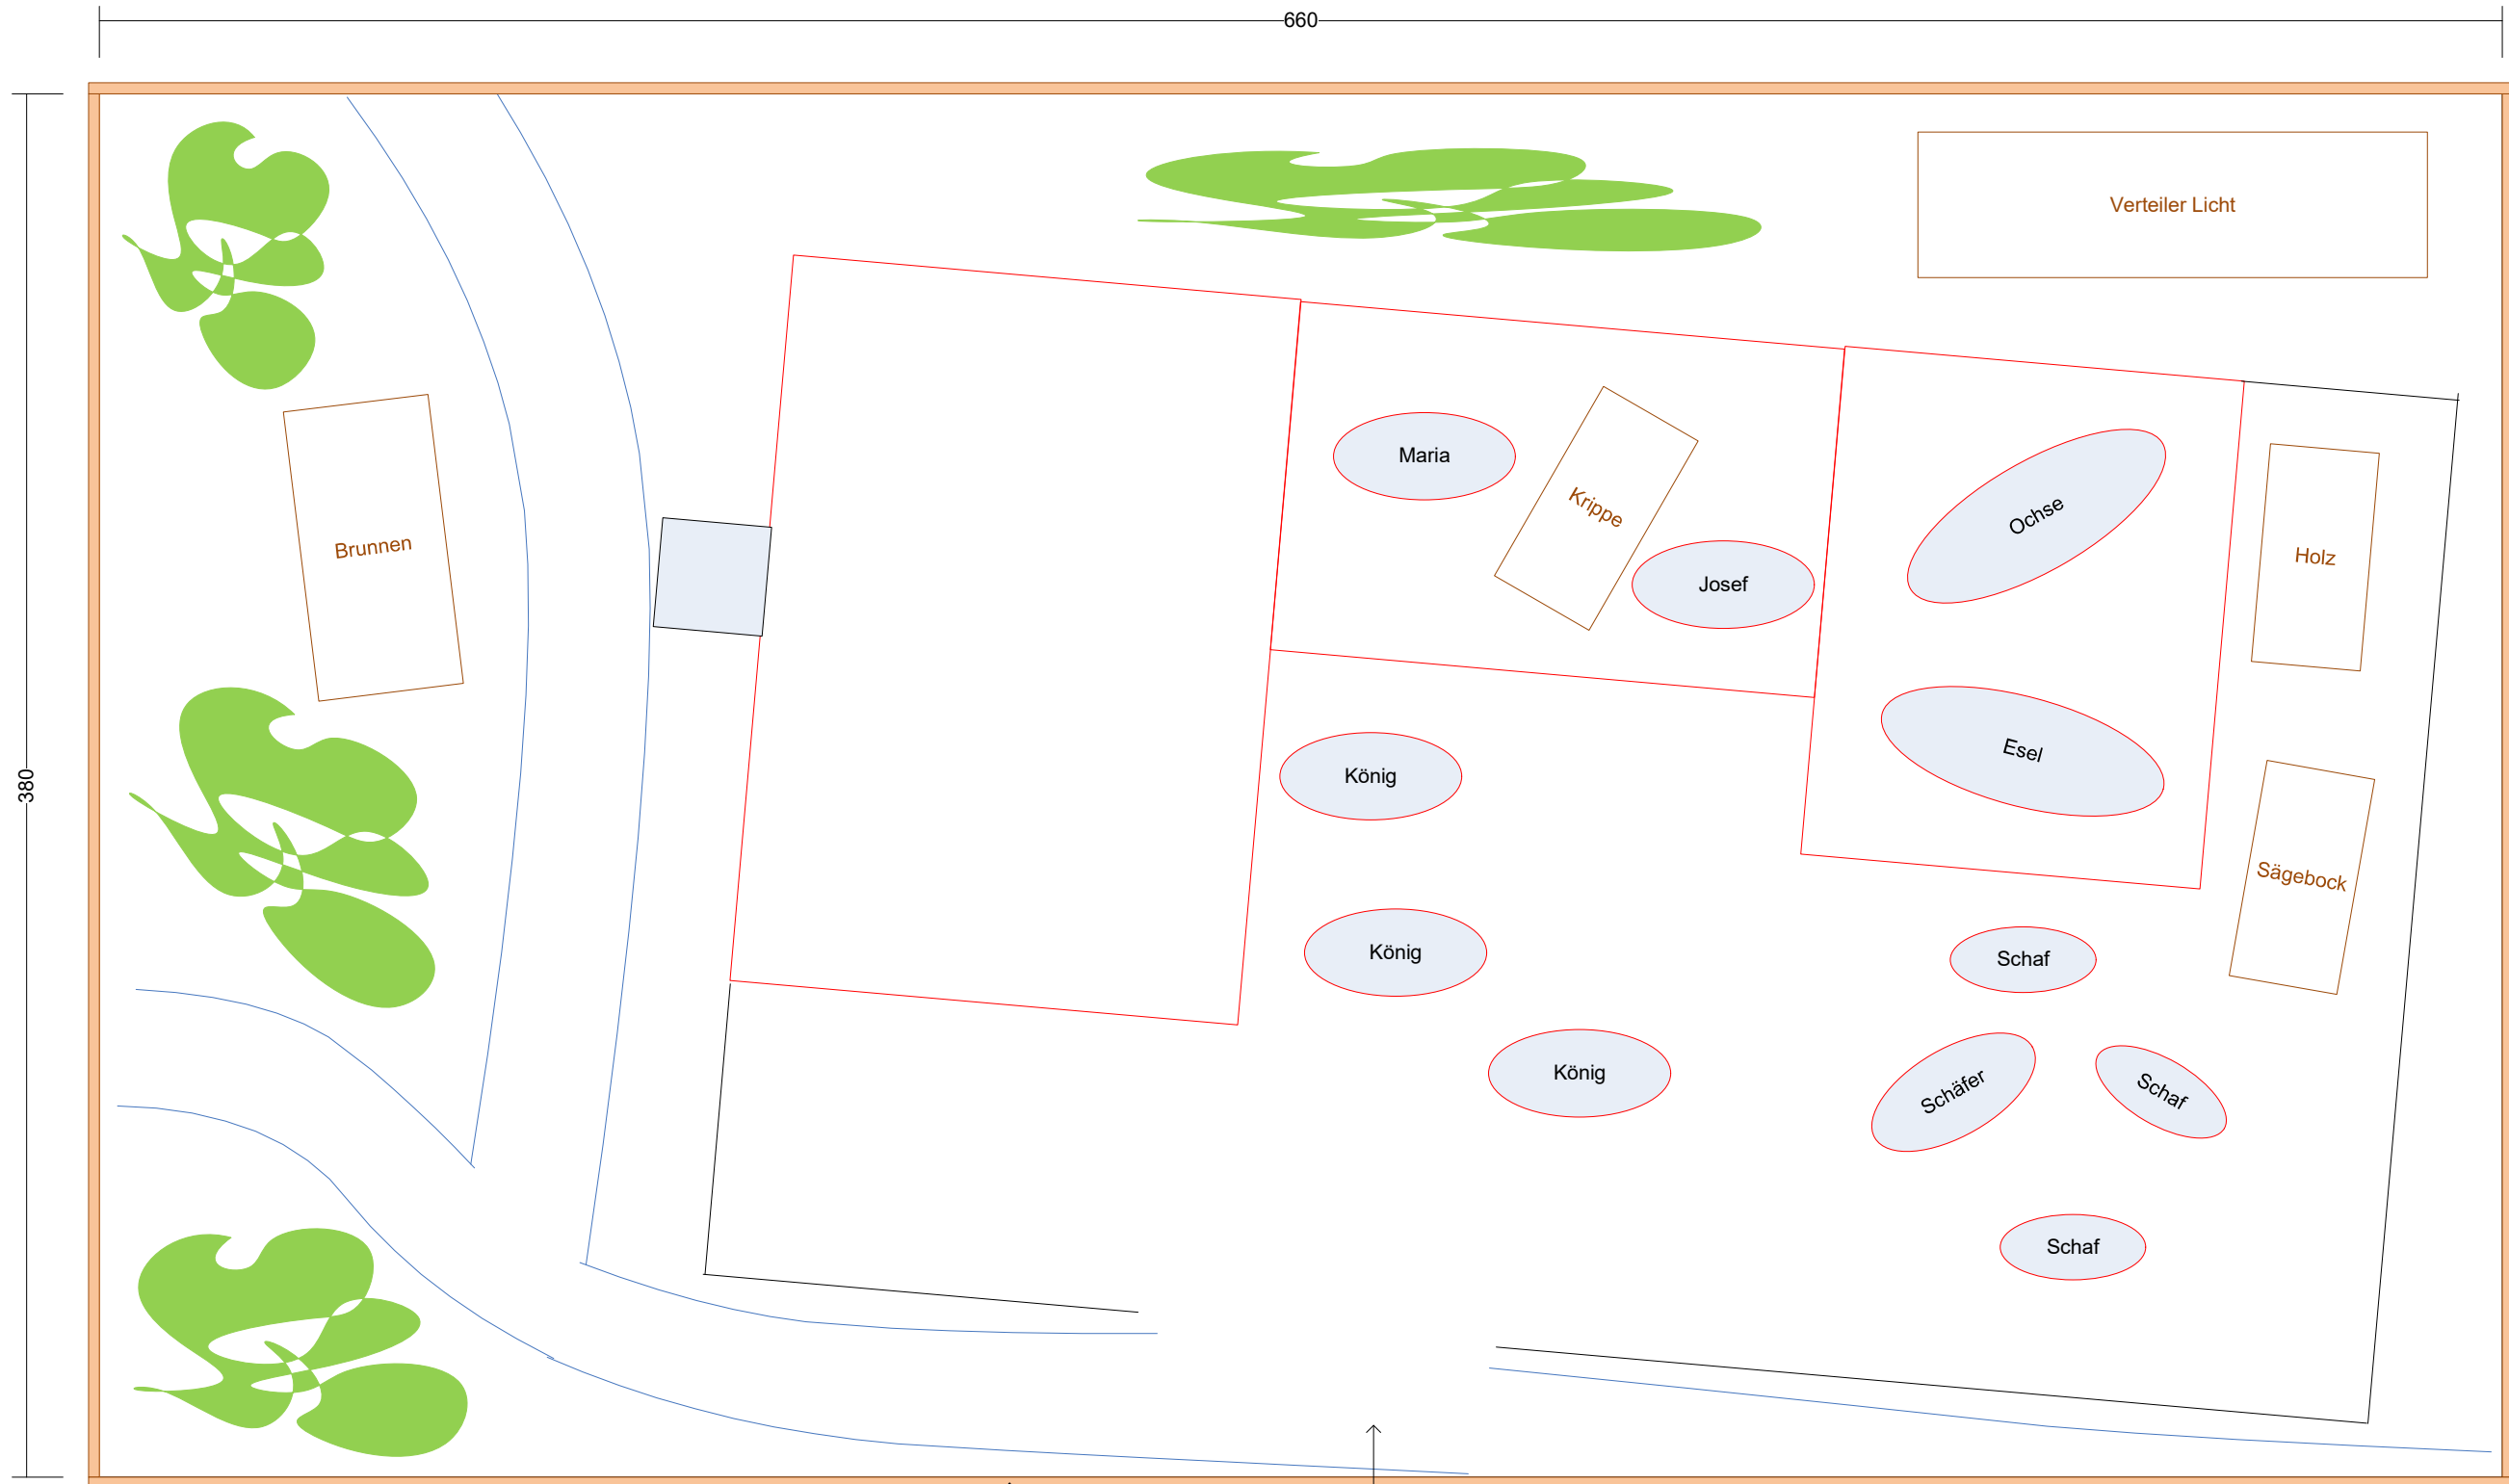 660
380
Verteiler Licht
Maria
Krippe
Ochse
Brunnen
Holz
Josef
Esel
König
Sägebock
König
Schaf
König
Schäfer
Schaf
Schaf